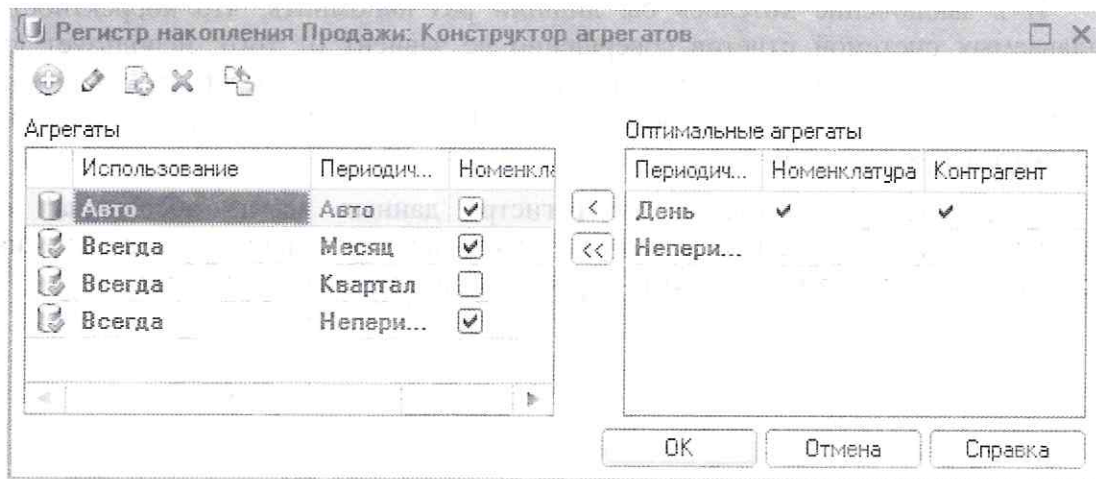 Регистр накопления Продажи: Конструктор агрегатов
Агрегаты
Использование Периодич... Номенкла
Авто Авто
Всегда Месяц
Всегда Квартал
Всегда Непери...
< 
<<
Оптимальные агрегаты
Периодич... Номенклатура Контрагент
День
Непери...
ОК Отмена Справка